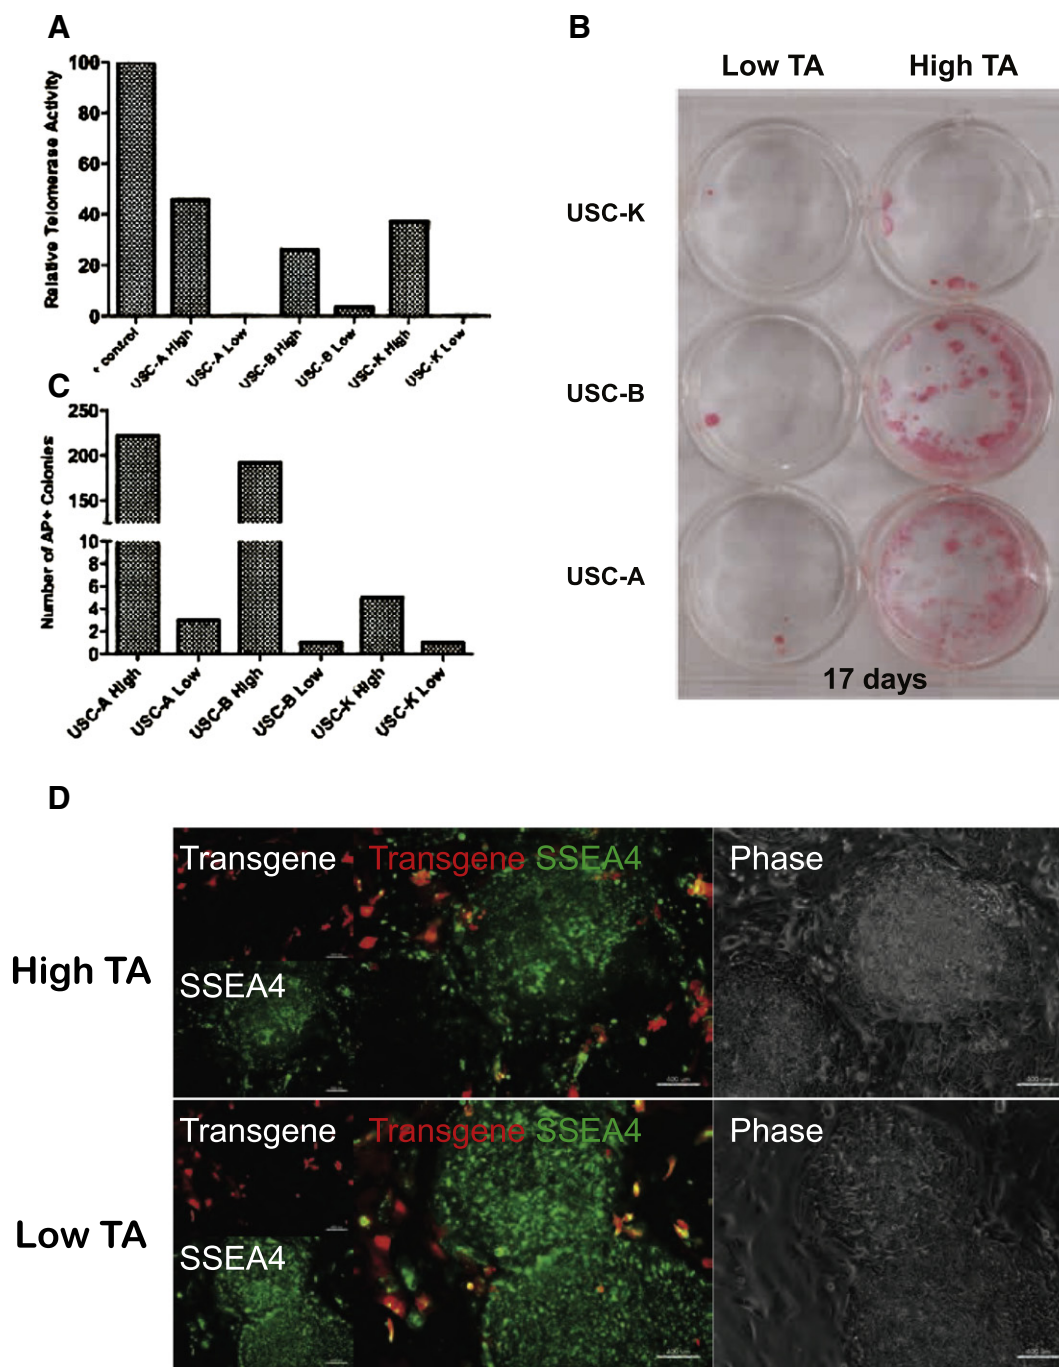 A
Relative Telomerase Activity
100
80
60
40
20
0
+ control
USC-A High
USC-A Low
USC-B High
USC-B Low
USC-K High
USC-K Low
B
Low TA High TA
USC-K
USC-B
USC-A
17 days
C
Number of AP+ Colonies
250
200
150
10
8
6
4
2
0
USC-A High
USC-A Low
USC-B High
USC-B Low
USC-K High
USC-K Low
D
High TA
Transgene
Transgene SSEA4
Phase
SSEA4
Low TA
Transgene
Transgene SSEA4
Phase
SSEA4